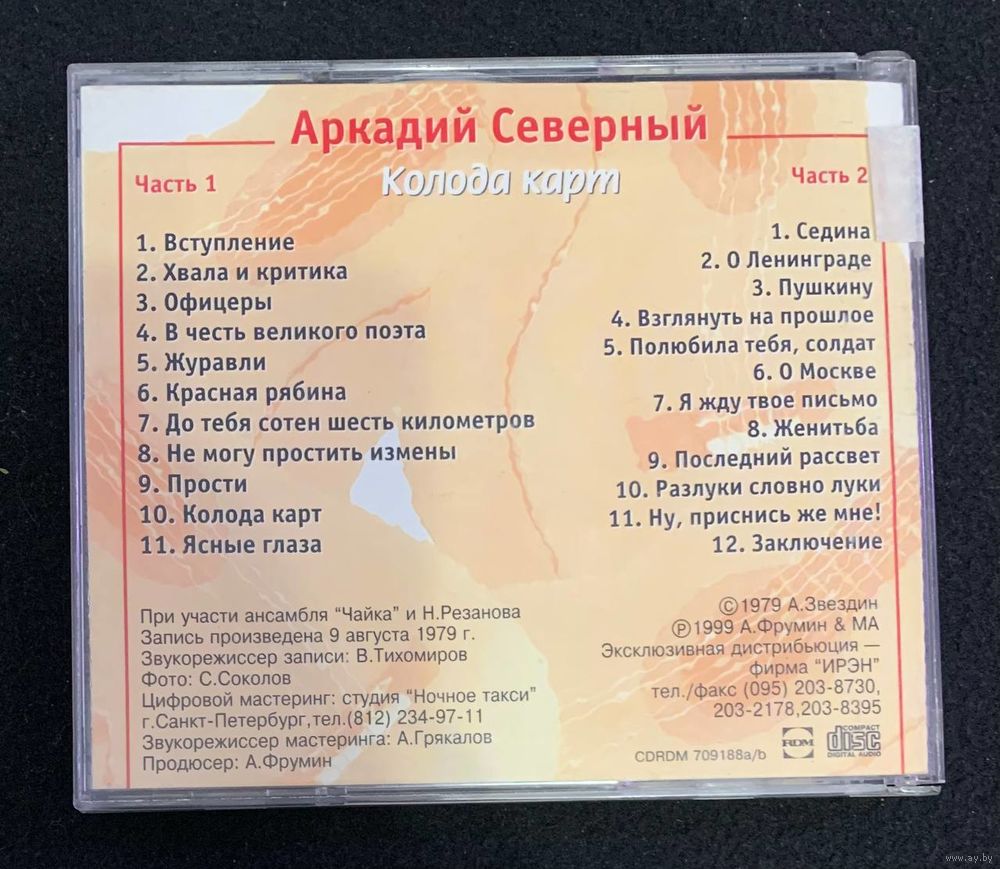 Аркадий Северный
Колода карт
Часть 1
1. Вступление
2. Хвала и критика
3. Офицеры
4. В честь великого поэта
5. Журавли
6. Красная рябина
7. До тебя сотен шесть километров
8. Не могу простить измены
9. Прости
10. Колода карт
11. Ясные глаза
Часть 2
1. Седина
2. О Ленинграде
3. Пушкину
4. Взглянуть на прошлое
5. Полюбила тебя, солдат
6. О Москве
7. Я жду твое письмо
8. Женитьба
9. Последний рассвет
10. Разлуки словно луки
11. Ну, приснись же мне!
12. Заключение
При участи ансамбля "Чайка" и Н.Резанова
Запись произведена 9 августа 1979 г.
Звукорежиссер записи: В.Тихомиров
Фото: С.Соколов
Цифровой мастеринг: студия "Ночное такси"
г.Санкт-Петербург,тел.(812) 234-97-11
Звукорежиссер мастеринга: А.Грякалов
Продюсер: А.Фрумин
©1979 А.Звездин
℗1999 А.Фрумин & МА
Эксклюзивная дистрибьюция —
фирма "ИРЭН"
тел./факс (095) 203-8730,
203-2178,203-8395
CDRDM 709188a/b
RDM
COMPACT
disc
DIGITAL AUDIO
www.ay.by